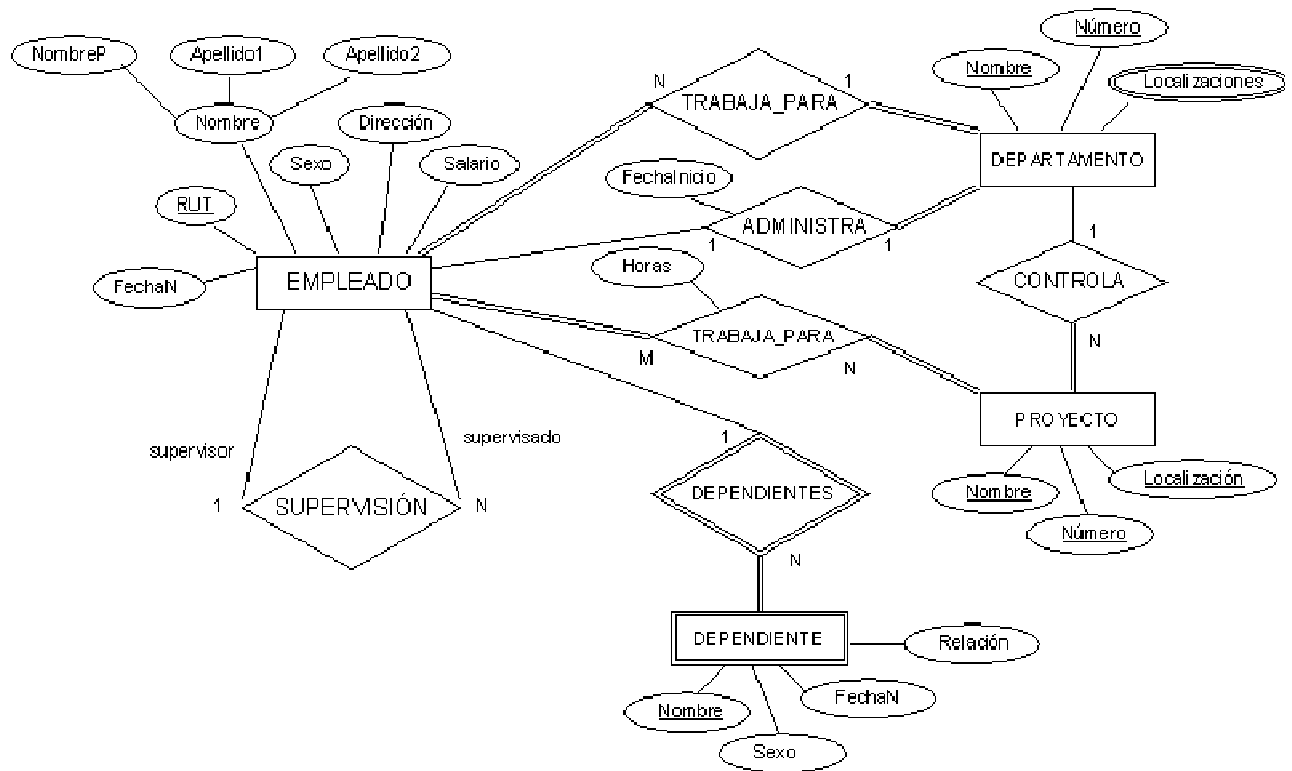 Número
NombreP
Apellido1
Apellido2
N
1
Nombre
Localizaciones
TRABAJA_PARA
Nombre
Dirección
DEPARTAMENTO
Sexo
Salario
FechaInicio
RUT
ADMINISTRA
1
1
1
Horas
EMPLEADO
CONTROLA
FechaN
TRABAJA_PARA
N
M
N
PROYECTO
supervisor
supervisado
1
Localización
DEPENDIENTES
Nombre
1
SUPERVISIÓN
N
Número
N
DEPENDIENTE
Relación
FechaN
Nombre
Sexo